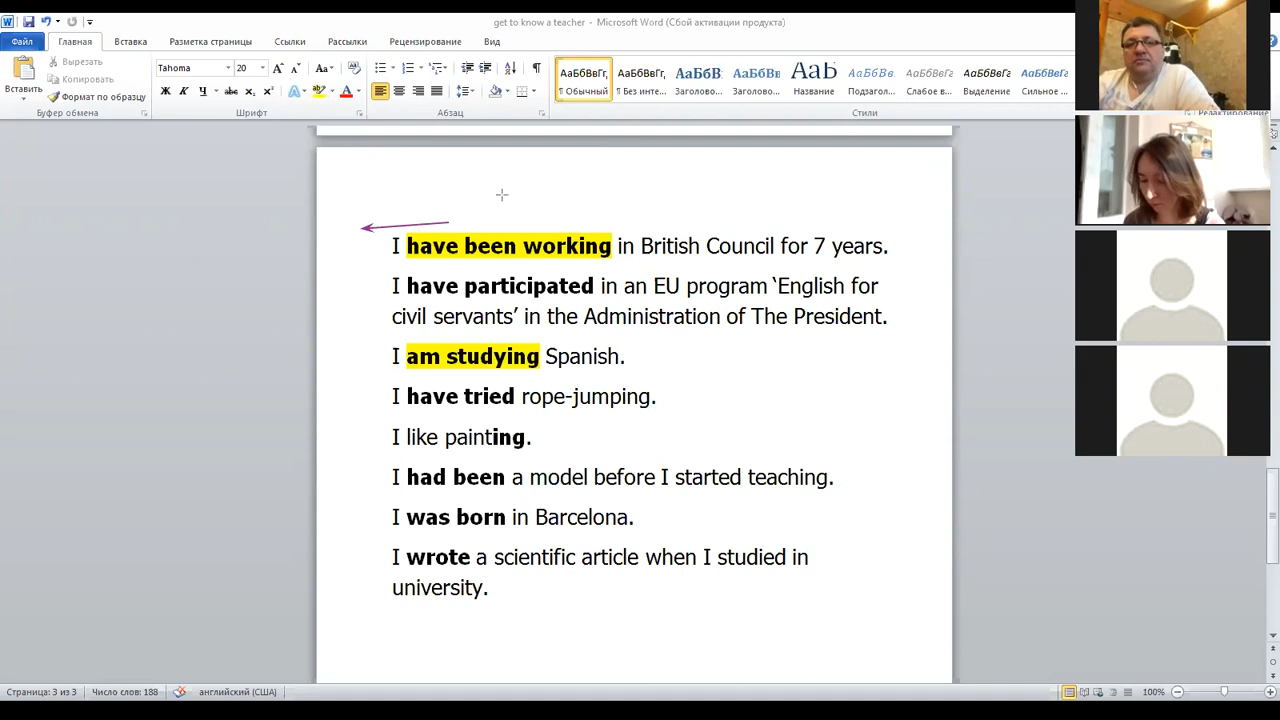 get to know a teacher - Microsoft Word (Сбой активации продукта)
Файл Главная Вставка Разметка страницы Ссылки Рассылки Рецензирование Вид
Вставить
Вырезать
Копировать
Формат по образцу
Буфер обмена
Tahoma 20
Ж К Ч abc x₂ x²
Шрифт
Абзац
АаБбВвГг, АаБбВвГг, АаБбВ АаБбВв АаБ АаБбВв АаБбВвГг АаБбВвГг АаБбВвГг
¶ Обычный ¶ Без инте... Заголово... Заголово... Название Подзагол... Слабое в... Выделение Сильное ...
Стили
Редактирование
I have been working in British Council for 7 years.
I have participated in an EU program ‘English for
civil servants’ in the Administration of The President.
I am studying Spanish.
I have tried rope-jumping.
I like painting.
I had been a model before I started teaching.
I was born in Barcelona.
I wrote a scientific article when I studied in
university.
Страница: 3 из 3 Число слов: 188 английский (США) 100%